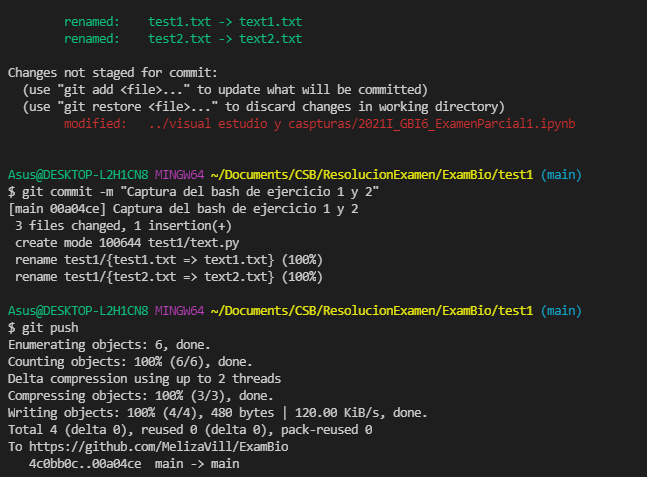 renamed:    test1.txt -> text1.txt
renamed:    test2.txt -> text2.txt
Changes not staged for commit:
(use "git add <file>..." to update what will be committed)
(use "git restore <file>..." to discard changes in working directory)
modified:   ../visual estudio y caspturas/2021I_GBI6_ExamenParcial1.ipynb
Asus@DESKTOP-L2H1CN8 MINGW64 ~/Documents/CSB/ResolucionExamen/ExamBio/test1 (main)
$ git commit -m "Captura del bash de ejercicio 1 y 2"
[main 00a04ce] Captura del bash de ejercicio 1 y 2
3 files changed, 1 insertion(+)
create mode 100644 test1/text.py
rename test1/{test1.txt => text1.txt} (100%)
rename test1/{test2.txt => text2.txt} (100%)
Asus@DESKTOP-L2H1CN8 MINGW64 ~/Documents/CSB/ResolucionExamen/ExamBio/test1 (main)
$ git push
Enumerating objects: 6, done.
Counting objects: 100% (6/6), done.
Delta compression using up to 2 threads
Compressing objects: 100% (3/3), done.
Writing objects: 100% (4/4), 480 bytes | 120.00 KiB/s, done.
Total 4 (delta 0), reused 0 (delta 0), pack-reused 0
To https://github.com/MelizaVill/ExamBio
4c0bb0c..00a04ce  main -> main